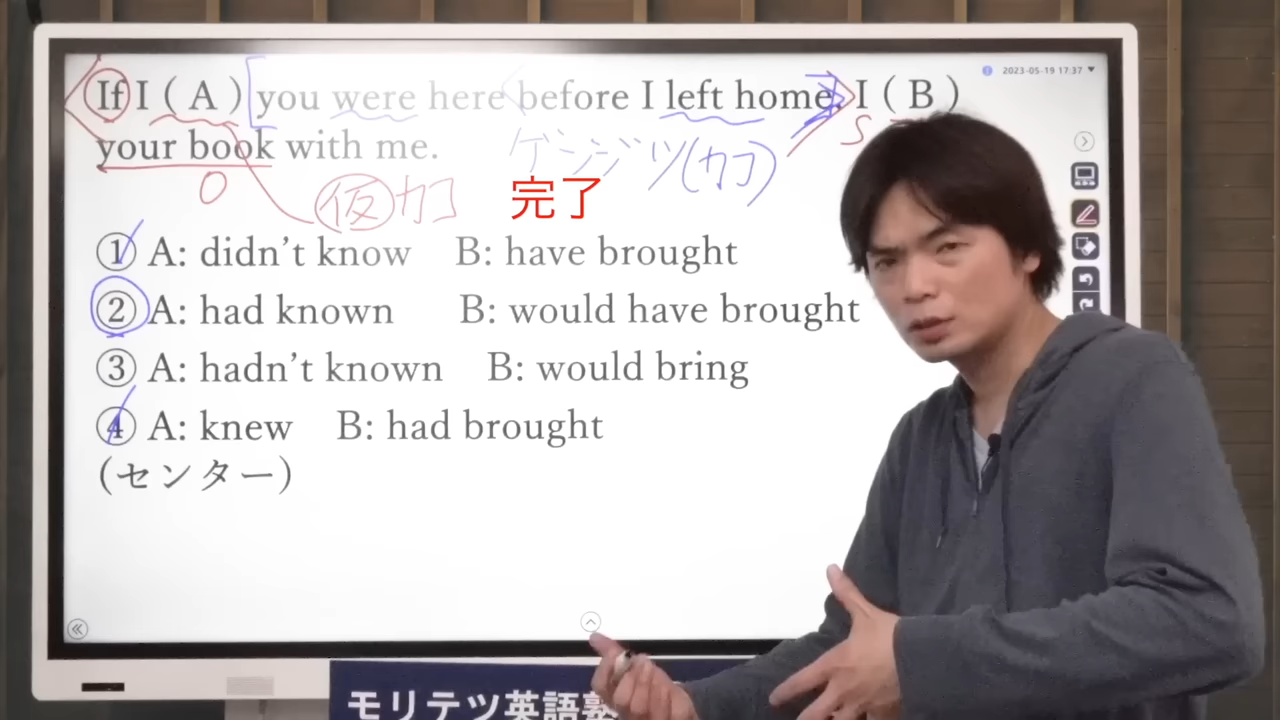 2023-05-19 17:37
If I ( A ) you were here before I left home, I ( B )
S
your book with me.
ゲンジツ(カコ)
O
仮カコ
完了
① A: didn’t know B: have brought
② A: had known B: would have brought
③ A: hadn’t known B: would bring
④ A: knew B: had brought
(センター)
モリテツ英語塾